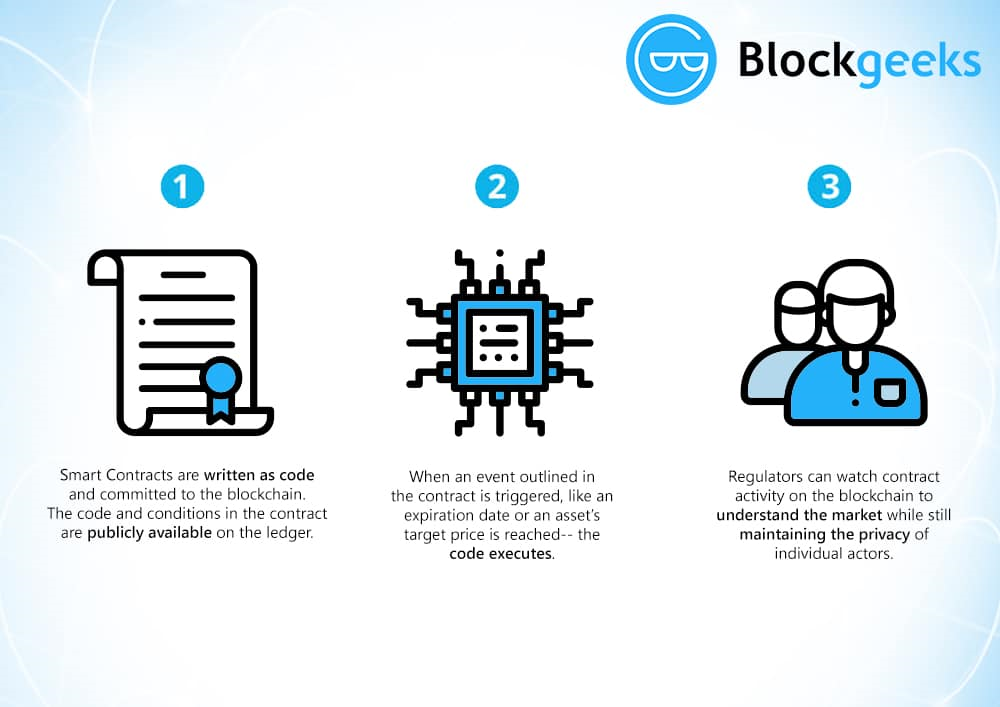 Blockgeeks
1
2
3
Smart Contracts are written as code
and committed to the blockchain.
The code and conditions in the contract
are publicly available on the ledger.
When an event outlined in
the contract is triggered, like an
expiration date or an asset's
target price is reached-- the
code executes.
Regulators can watch contract
activity on the blockchain to
understand the market while still
maintaining the privacy of
individual actors.